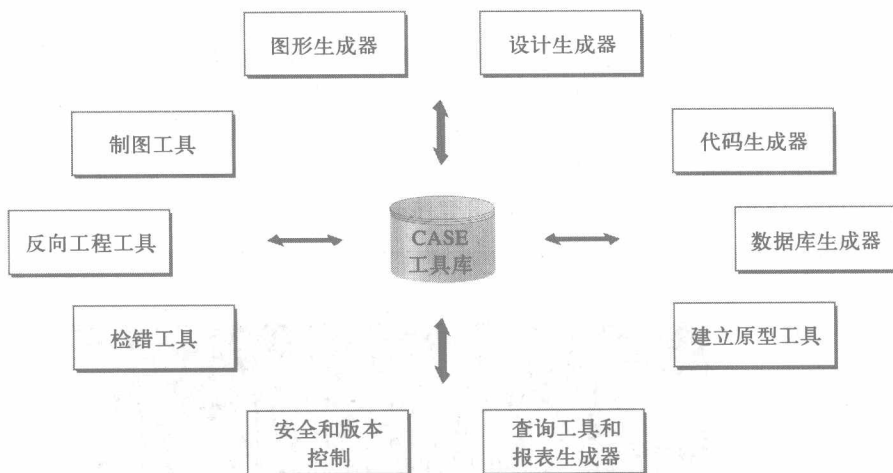 图形生成器
设计生成器
制图工具
代码生成器
反向工程工具
CASE
工具库
数据库生成器
检错工具
建立原型工具
安全和版本
控制
查询工具和
报表生成器